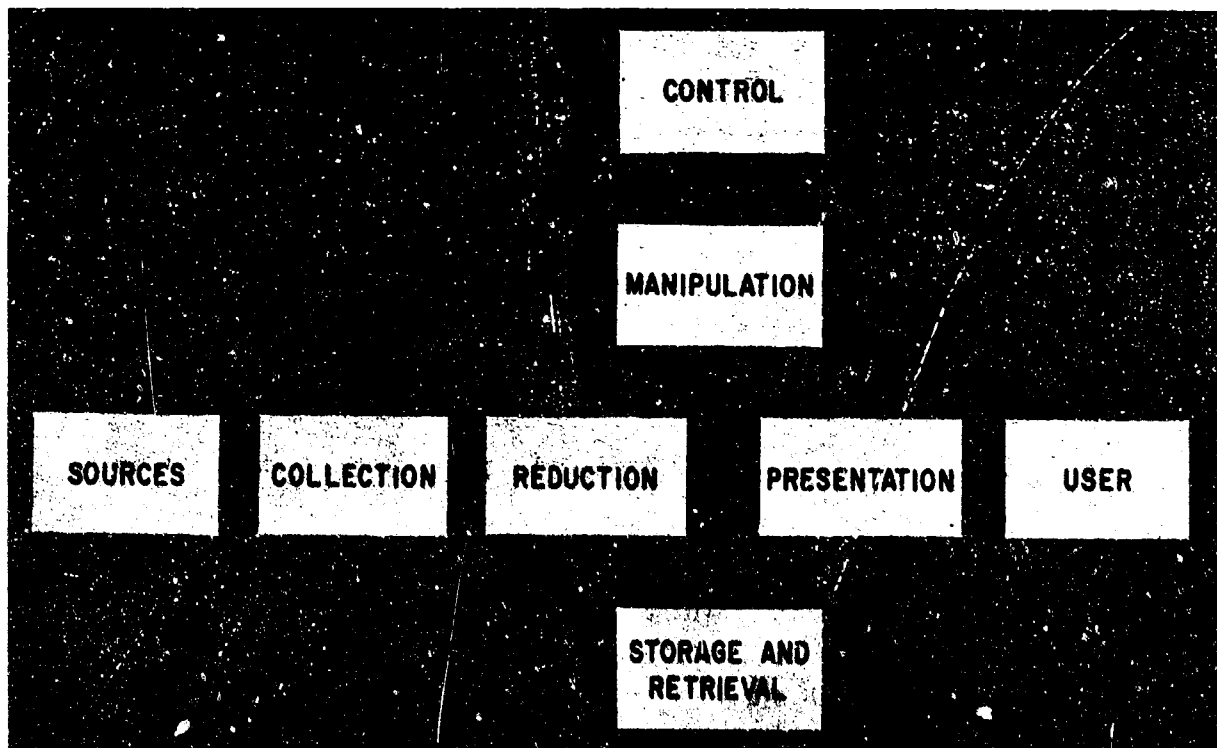 CONTROL
MANIPULATION
SOURCES
COLLECTION
REDUCTION
PRESENTATION
USER
STORAGE AND
RETRIEVAL